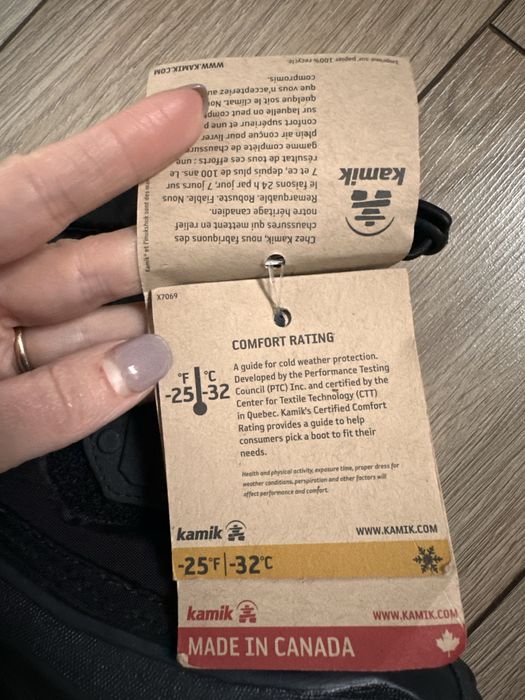 WWW.KAMIK.COM
Imprimé sur papier 100% recyclé.
kamik
Chez Kamik, nous fabriquons des
chaussures qui mettent en relief
notre héritage canadien.
Remarquable. Robuste. Fiable. Nous
le faisons 24 h par jour, 7 jours sur
7 et ce, depuis plus de 100 ans. Le
résultat de tous ces efforts : une
gamme complète de chaussures
plein air conçue pour livrer
confort supérieur et une
sur laquelle on peut
quelque soit le climat.
que vous n'acceptériez
compromis.
X7069
COMFORT RATING
°F °C
-25 -32
A guide for cold weather protection.
Developed by the Performance Testing
Council (PTC) Inc. and certified by the
Center for Textile Technology (CTT)
in Quebec. Kamik's Certified Comfort
Rating provides a guide to help
consumers pick a boot to fit their
needs.
Health and physical activity, exposure time, proper dress for
weather conditions, perspiration and other factors will
affect performance and comfort.
kamik WWW.KAMIK.COM
-25°F|-32°C
kamik WWW.KAMIK.COM
MADE IN CANADA